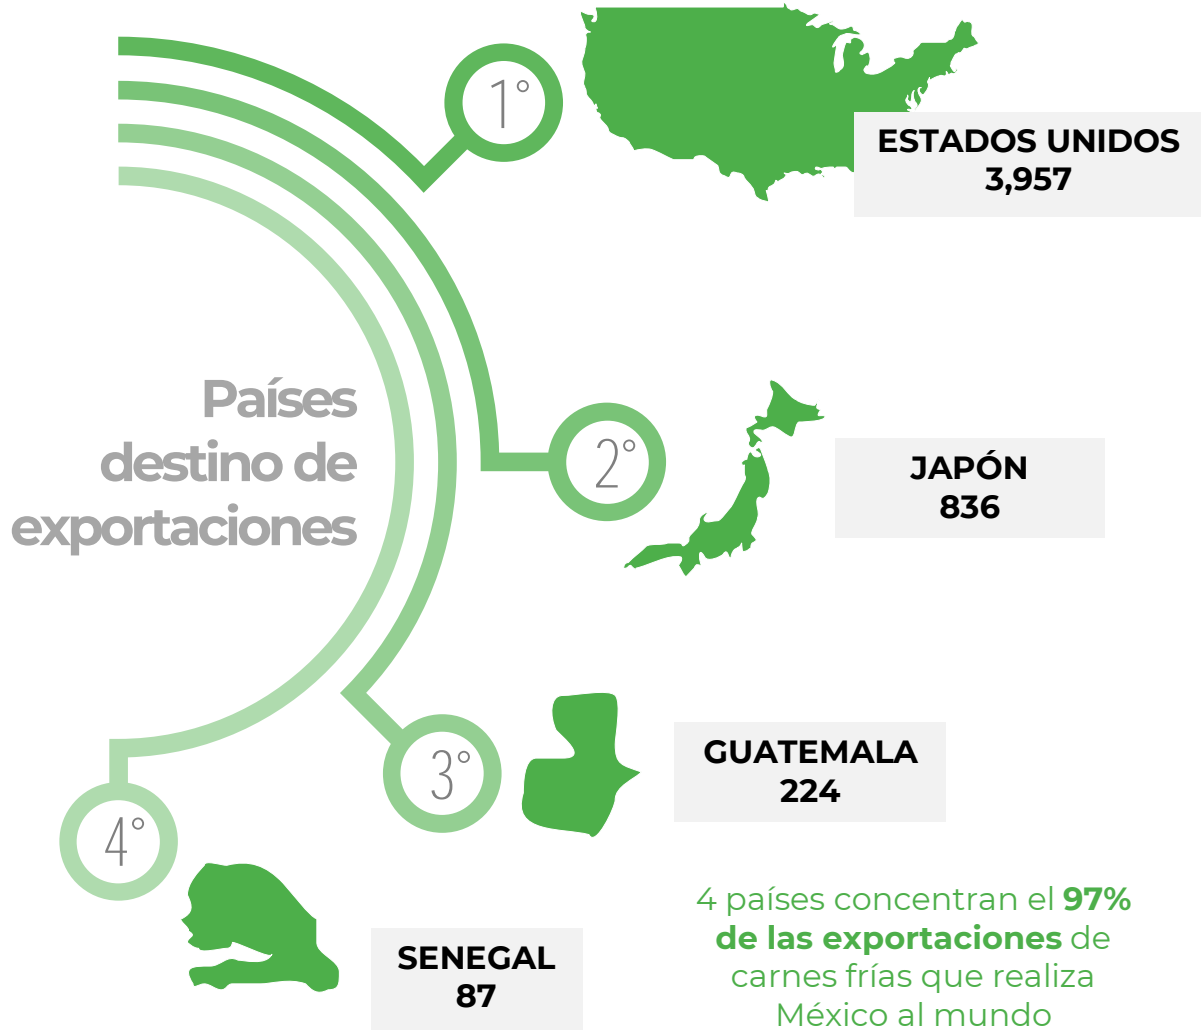 1°
ESTADOS UNIDOS
3,957
Países
destino de
exportaciones
2°
JAPÓN
836
3°
GUATEMALA
224
4°
SENEGAL
87
4 países concentran el 97%
de las exportaciones de
carnes frías que realiza
México al mundo